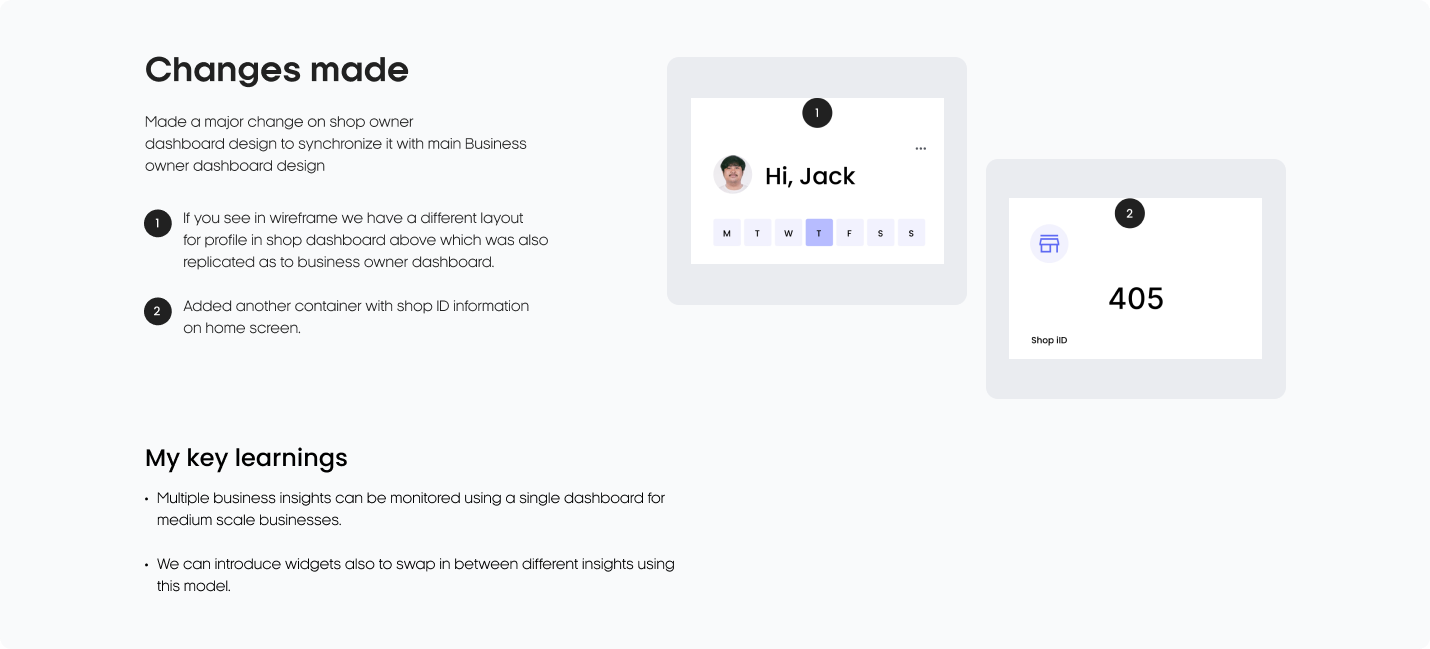 Changes made
Made a major change on shop owner
dashboard design to synchronize it with main Business
owner dashboard design
1
If you see in wireframe we have a different layout
for profile in shop dashboard above which was also
replicated as to business owner dashboard.
2
Added another container with shop ID information
on home screen.
1
...
Hi, Jack
M T W T F S S
2
405
Shop iID
My key learnings
• Multiple business insights can be monitored using a single dashboard for
medium scale businesses.
• We can introduce widgets also to swap in between different insights using
this model.